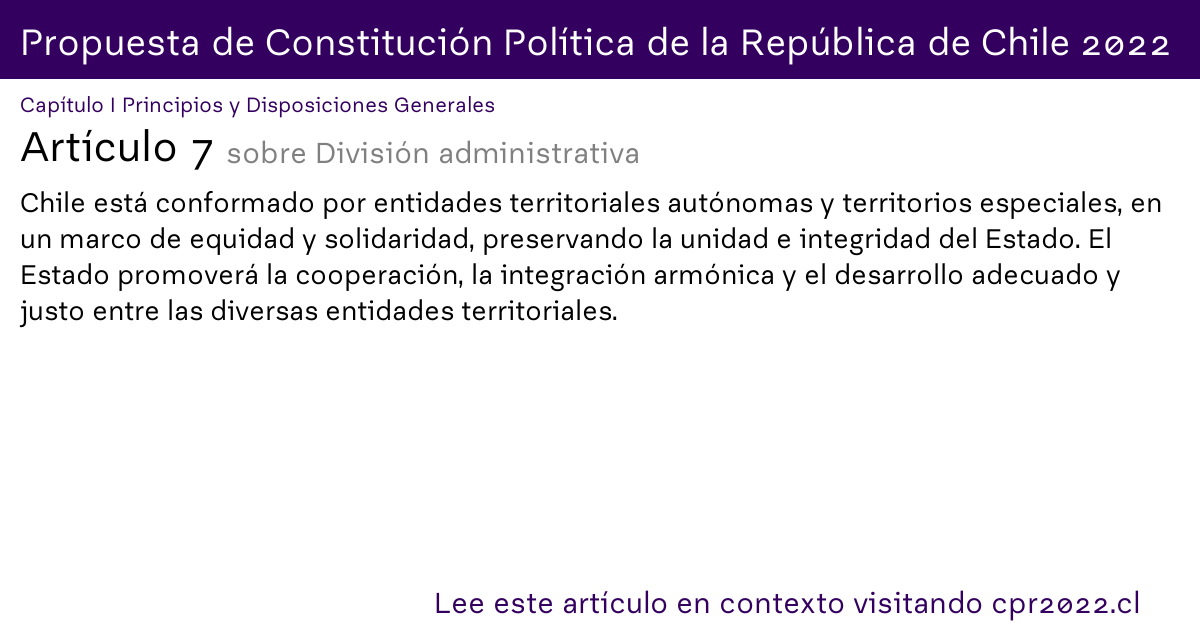 Propuesta de Constitución Política de la República de Chile 2022
Capítulo I Principios y Disposiciones Generales
Artículo 7 sobre División administrativa
Chile está conformado por entidades territoriales autónomas y territorios especiales, en
un marco de equidad y solidaridad, preservando la unidad e integridad del Estado. El
Estado promoverá la cooperación, la integración armónica y el desarrollo adecuado y
justo entre las diversas entidades territoriales.
Lee este artículo en contexto visitando cpr2022.cl